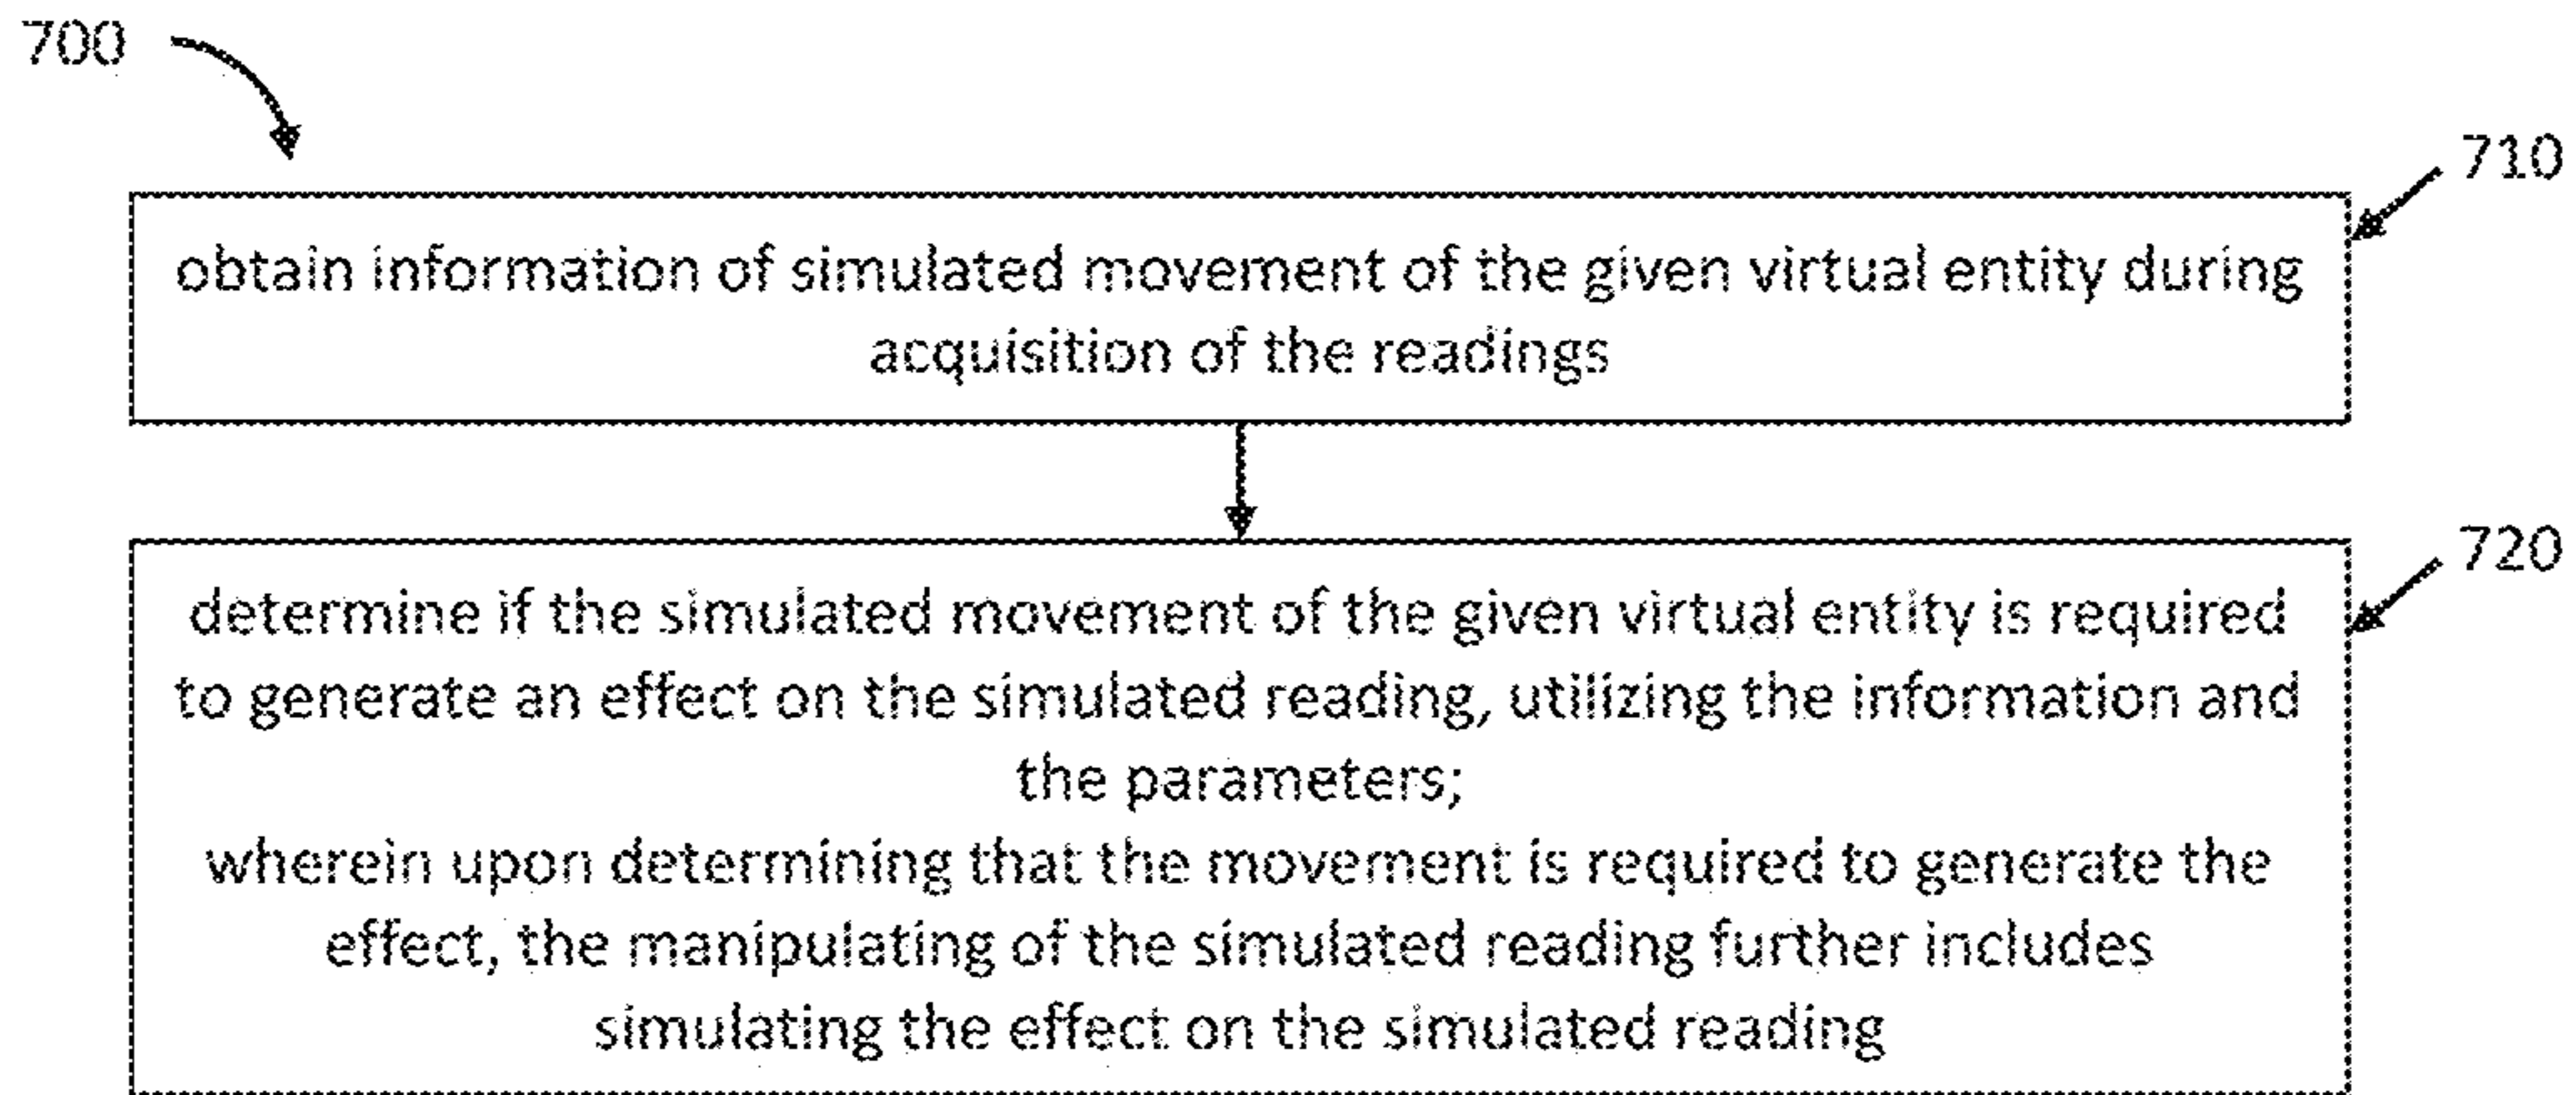 700
710
obtain information of simulated movement of the given virtual entity during
acquisition of the readings
720
determine if the simulated movement of the given virtual entity is required
to generate an effect on the simulated reading, utilizing the information and
the parameters;
wherein upon determining that the movement is required to generate the
effect, the manipulating of the simulated reading further includes
simulating the effect on the simulated reading